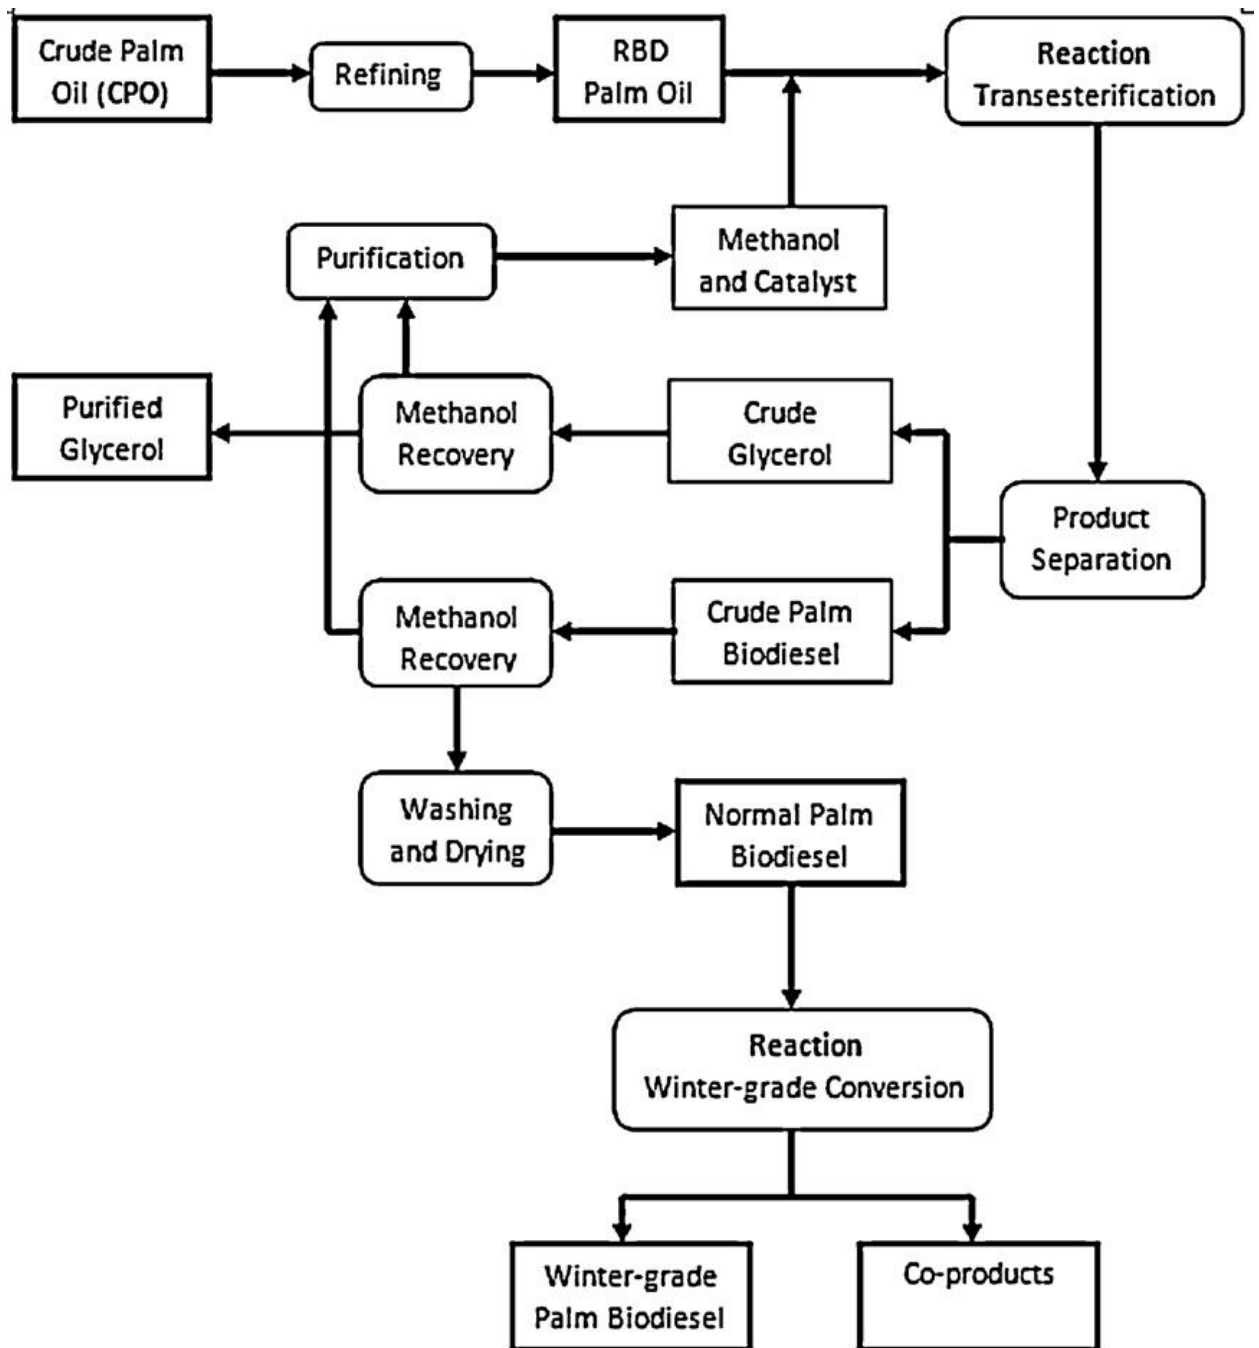 Crude Palm
Oil (CPO)
Refining
RBD
Palm Oil
Reaction
Transesterification
Purification
Methanol
and Catalyst
Purified
Glycerol
Methanol
Recovery
Crude
Glycerol
Product
Separation
Methanol
Recovery
Crude Palm
Biodiesel
Washing
and Drying
Normal Palm
Biodiesel
Reaction
Winter-grade Conversion
Winter-grade
Palm Biodiesel
Co-products